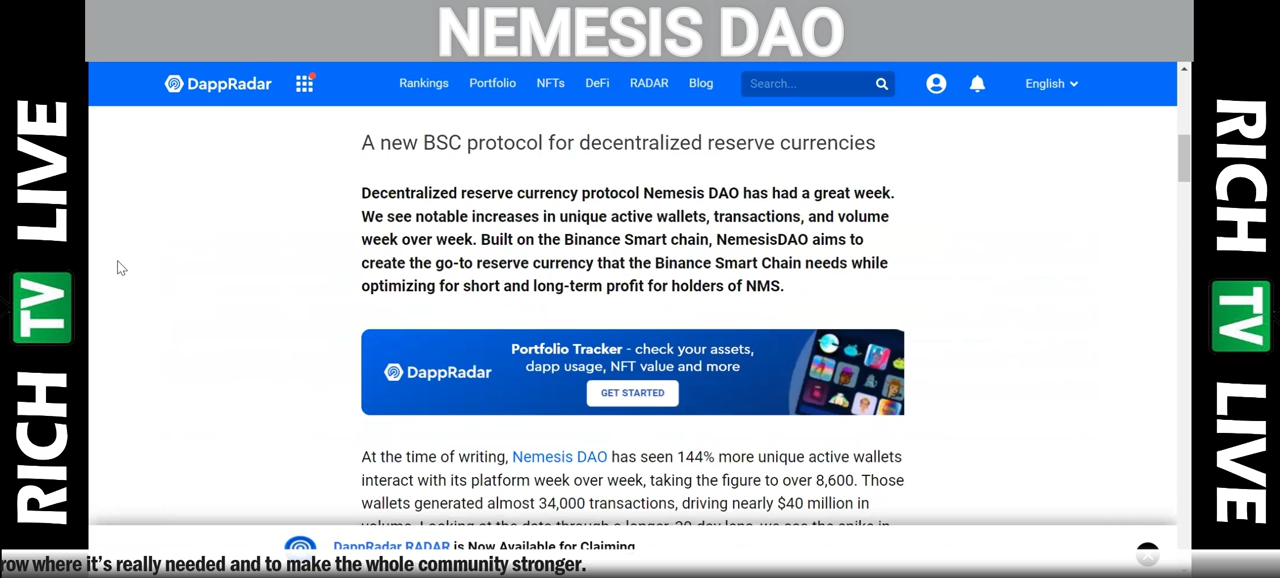 NEMESIS DAO
DappRadar
Rankings Portfolio NFTs DeFi RADAR Blog Search... English
A new BSC protocol for decentralized reserve currencies
Decentralized reserve currency protocol Nemesis DAO has had a great week.
We see notable increases in unique active wallets, transactions, and volume
week over week. Built on the Binance Smart chain, NemesisDAO aims to
create the go-to reserve currency that the Binance Smart Chain needs while
optimizing for short and long-term profit for holders of NMS.
DappRadar
Portfolio Tracker - check your assets,
dapp usage, NFT value and more
GET STARTED
At the time of writing, Nemesis DAO has seen 144% more unique active wallets
interact with its platform week over week, taking the figure to over 8,600. Those
wallets generated almost 34,000 transactions, driving nearly $40 million in
DappRadar RADAR is Now Available for Claiming
row where it's really needed and to make the whole community stronger.
RICH TV LIVE
RICH TV LIVE